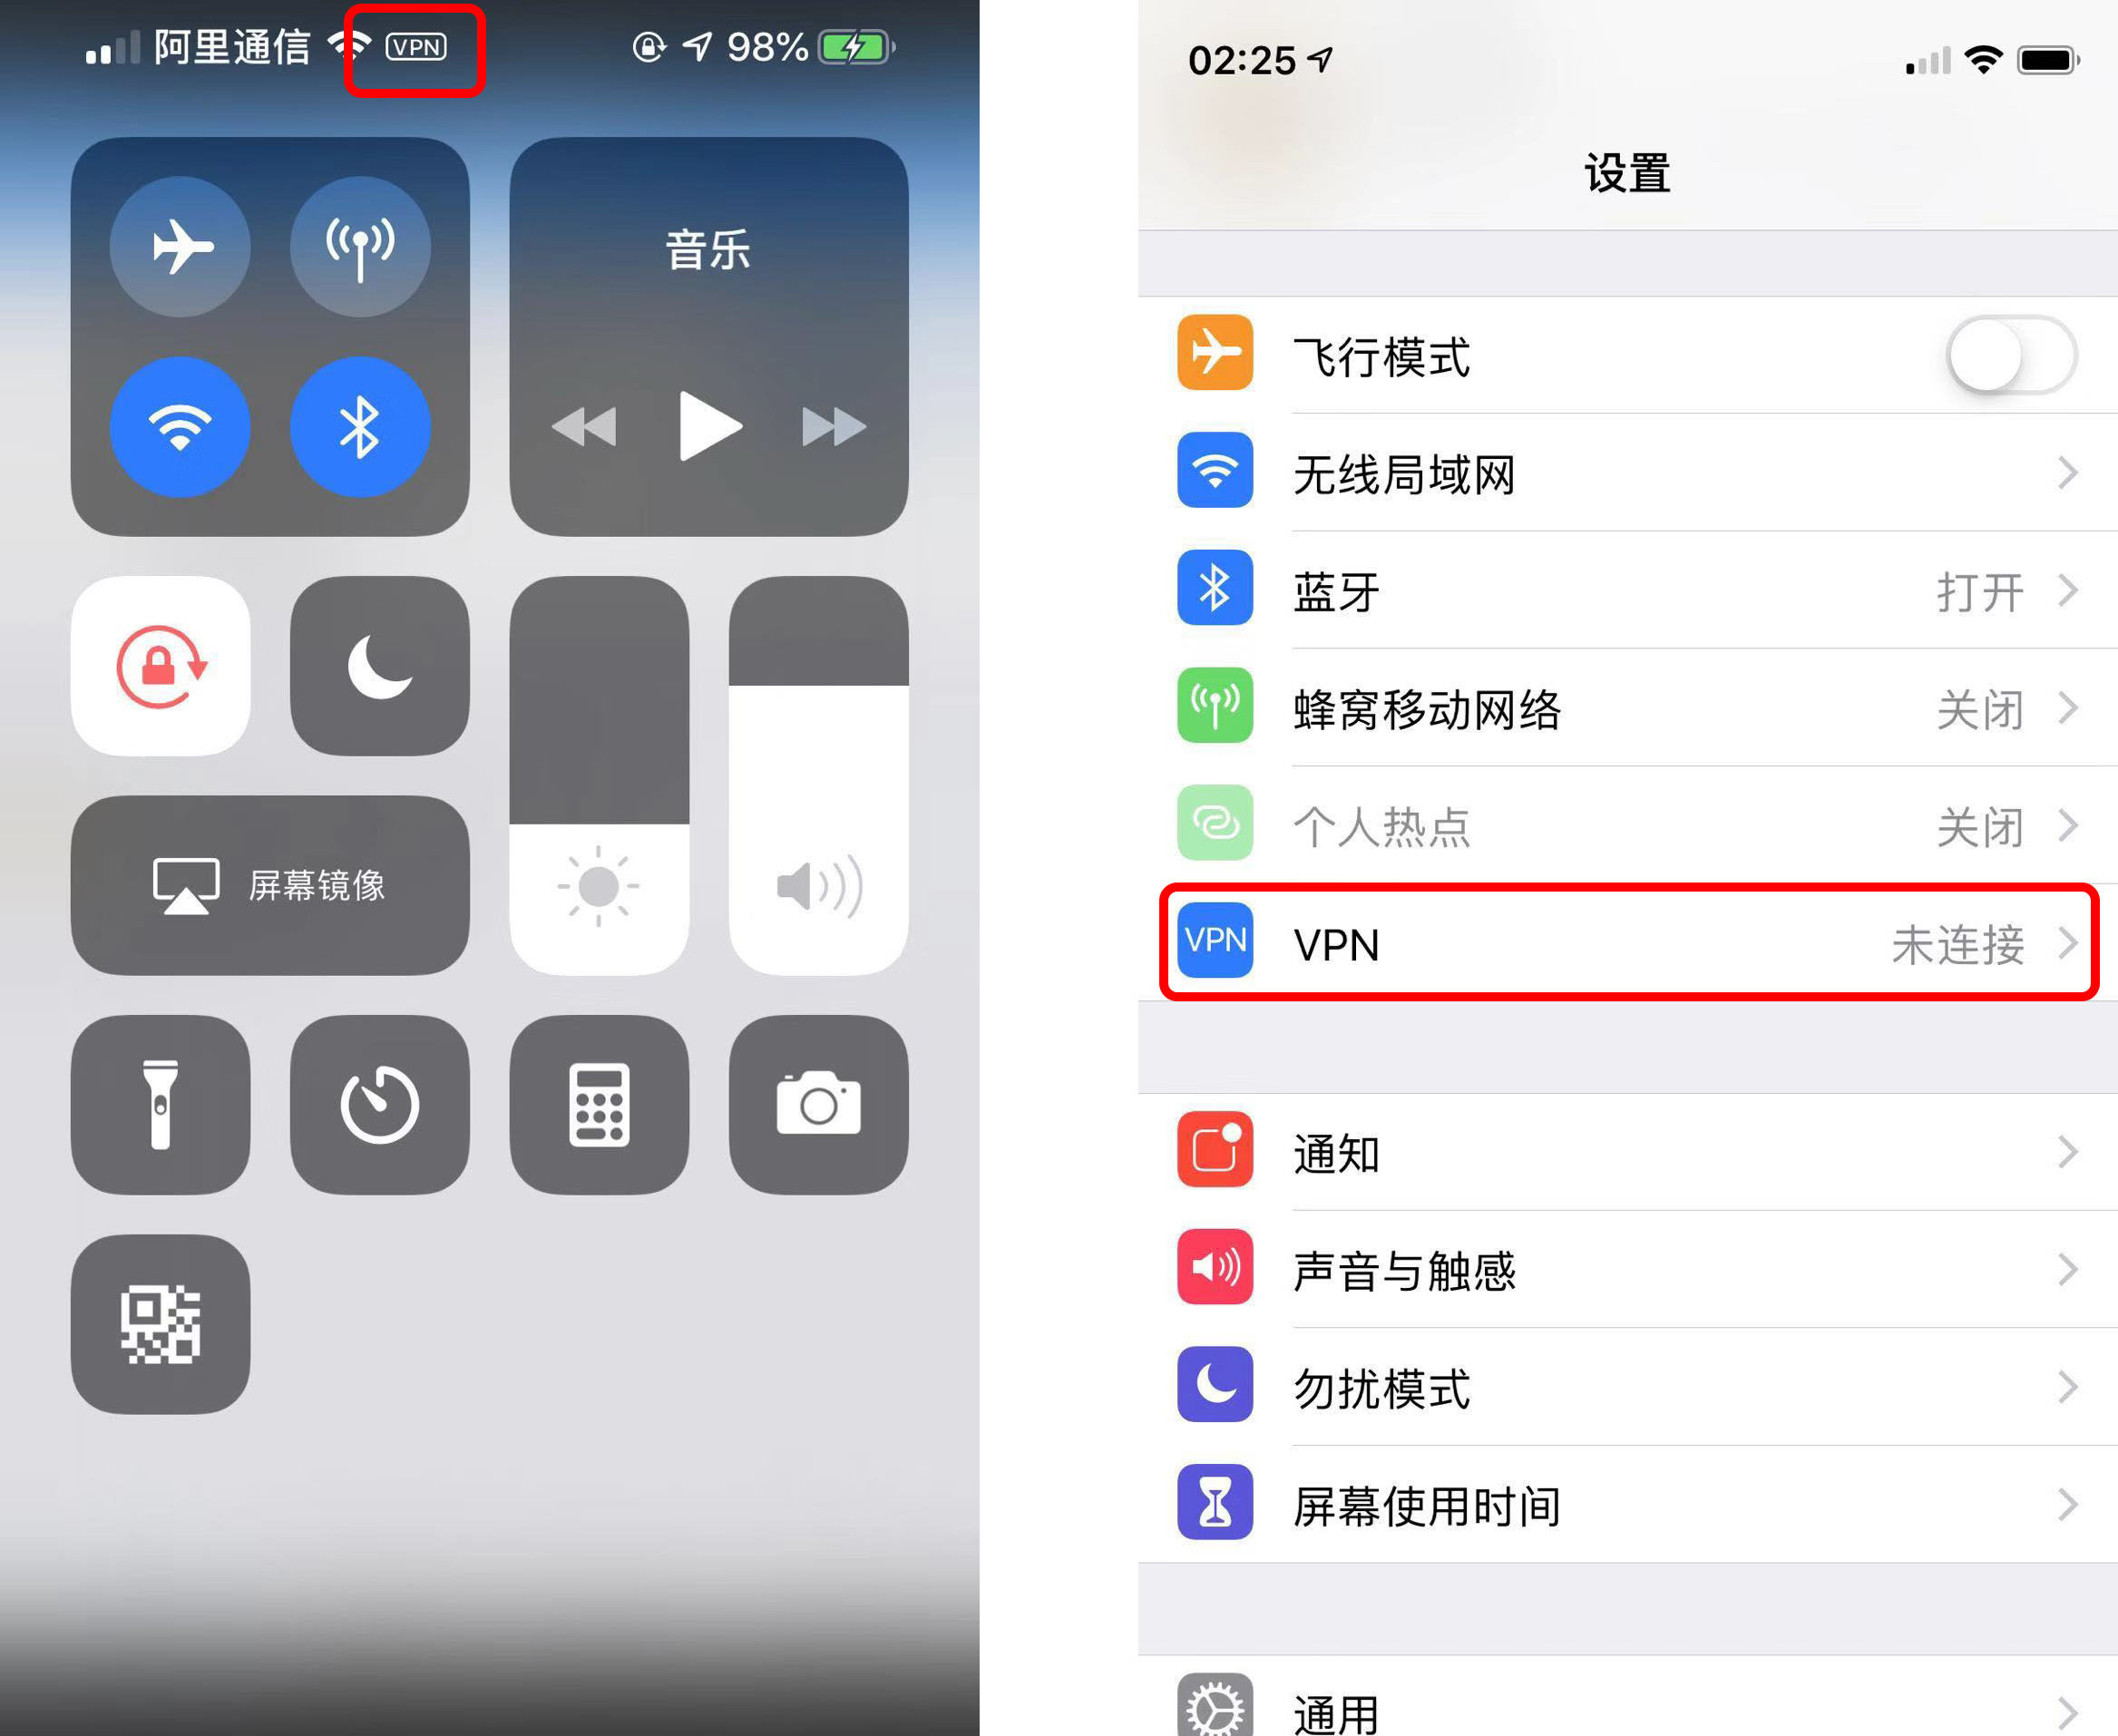 阿里通信 VPN 98%
音乐
屏幕镜像
02:25
设置
飞行模式
无线局域网
蓝牙 打开
蜂窝移动网络 关闭
个人热点 关闭
VPN VPN 未连接
通知
声音与触感
勿扰模式
屏幕使用时间
通用